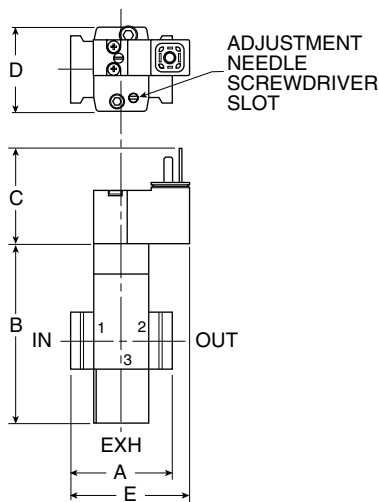 D
ADJUSTMENT
NEEDLE
SCREWDRIVER
SLOT
C
B
IN
1
2
OUT
3
EXH
A
E